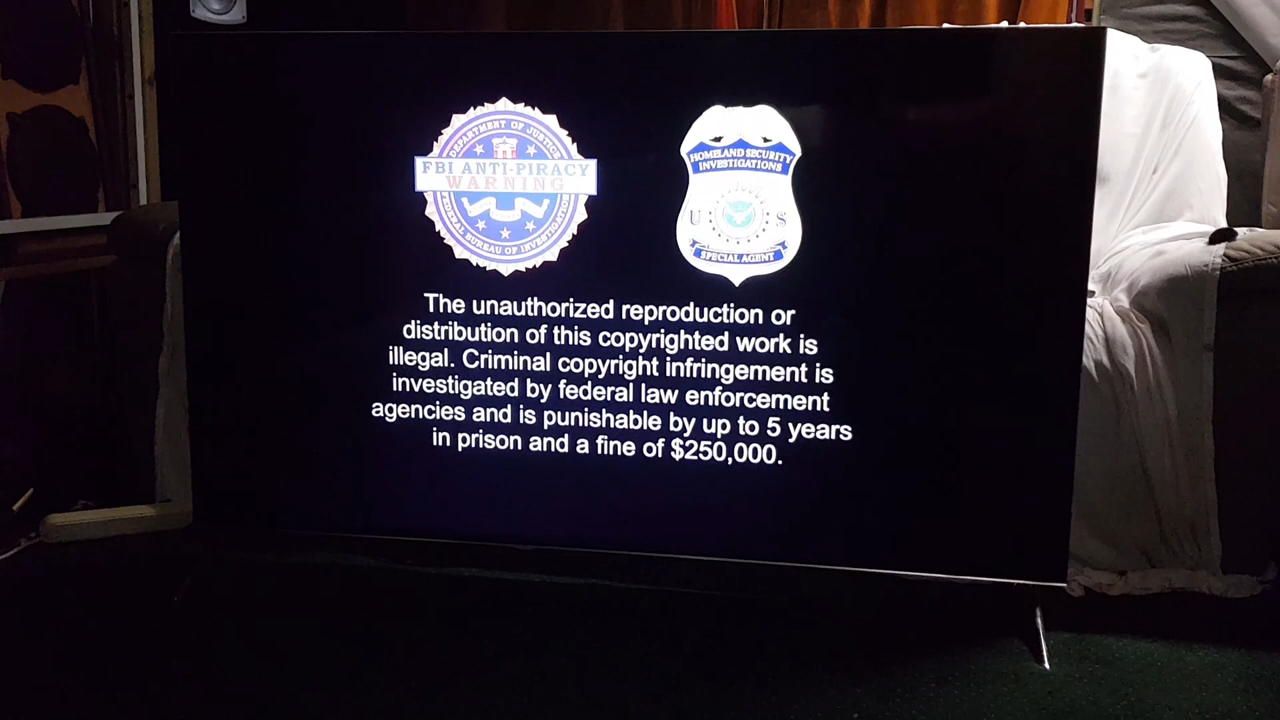 DEPARTMENT OF JUSTICE
FBI ANTI-PIRACY
WARNING
FEDERAL BUREAU OF INVESTIGATION
HOMELAND SECURITY
INVESTIGATIONS
U S
SPECIAL AGENT
The unauthorized reproduction or
distribution of this copyrighted work is
illegal. Criminal copyright infringement is
investigated by federal law enforcement
agencies and is punishable by up to 5 years
in prison and a fine of $250,000.